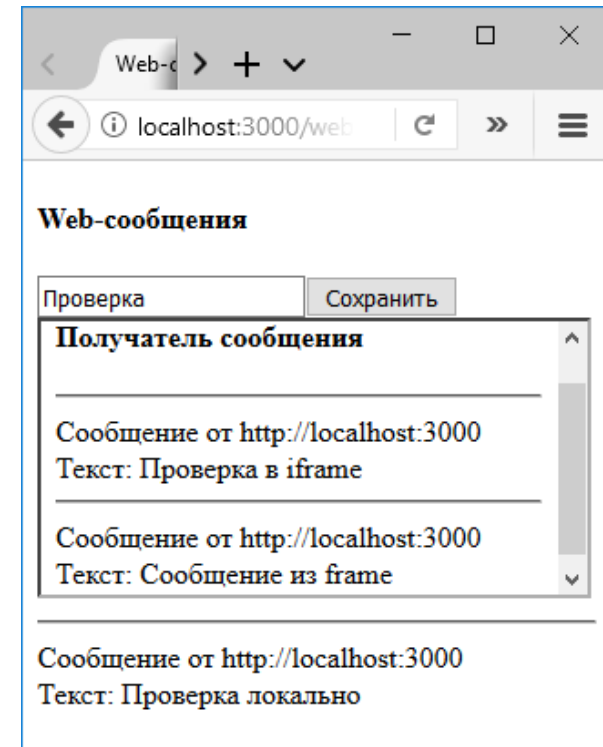 Web-c
localhost:3000/web
Web-сообщения
Проверка Сохранить
Получатель сообщения
Сообщение от http://localhost:3000
Текст: Проверка в iframe
Сообщение от http://localhost:3000
Текст: Сообщение из frame
Сообщение от http://localhost:3000
Текст: Проверка локально